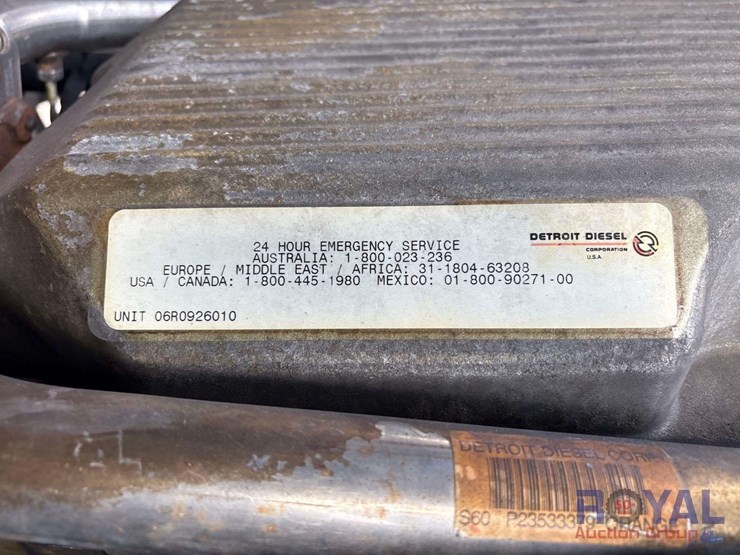 24 HOUR EMERGENCY SERVICE
AUSTRALIA: 1-800-023-236
EUROPE / MIDDLE EAST / AFRICA: 31-1804-63208
USA / CANADA: 1-800-445-1980 MEXICO: 01-800-90271-00
UNIT 06R0926010
DETROIT DIESEL
CORPORATION
U.S.A.
DETROIT DIESEL CORP
S60 ORANGE
ROYAL
Auction Group